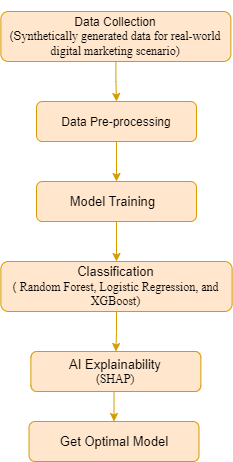 Data Collection
(Synthetically generated data for real-world
digital marketing scenario)
Data Pre-processing
Model Training
Classification
( Random Forest, Logistic Regression, and
XGBoost)
AI Explainability
(SHAP)
Get Optimal Model